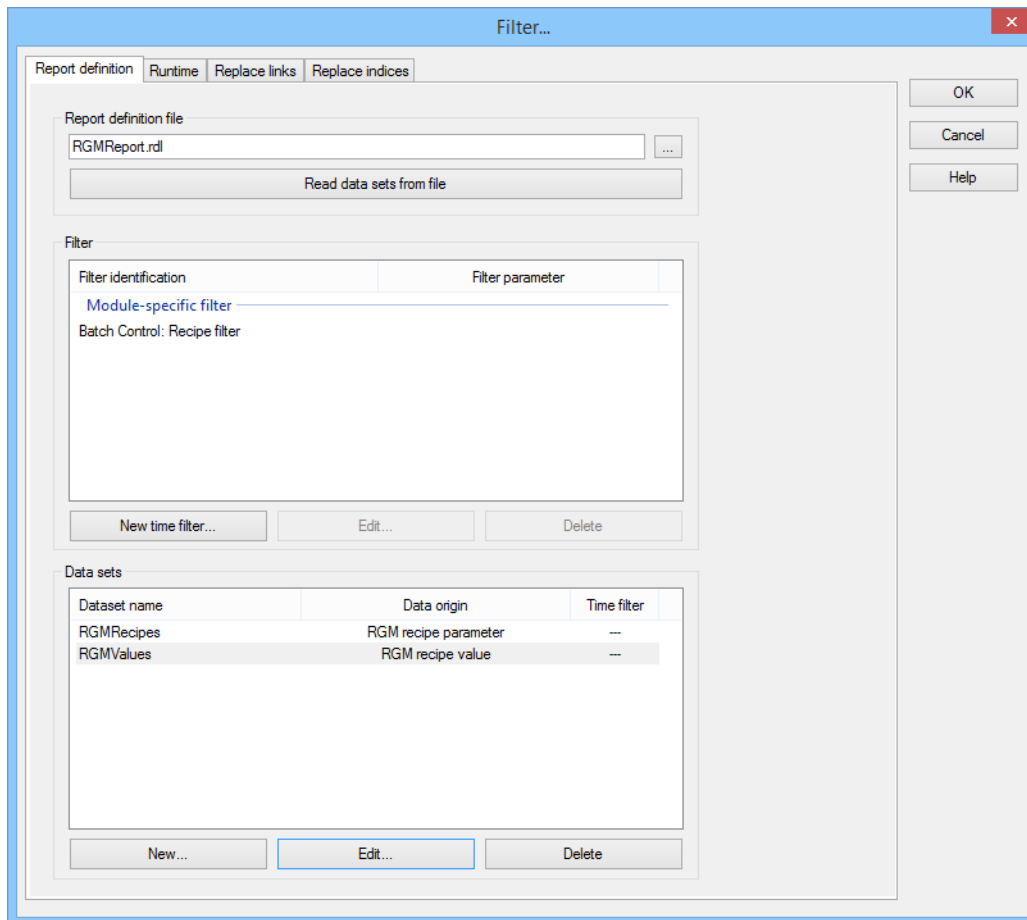 Filter...
Report definition Runtime Replace links Replace indices
OK
Cancel
Help
Report definition file
RGMReport.rdl ...
Read data sets from file
Filter
Filter identification Filter parameter
Module-specific filter
Batch Control: Recipe filter
New time filter... Edit... Delete
Data sets
Dataset name Data origin Time filter
RGMRecipes RGM recipe parameter ---
RGMValues RGM recipe value ---
New... Edit... Delete